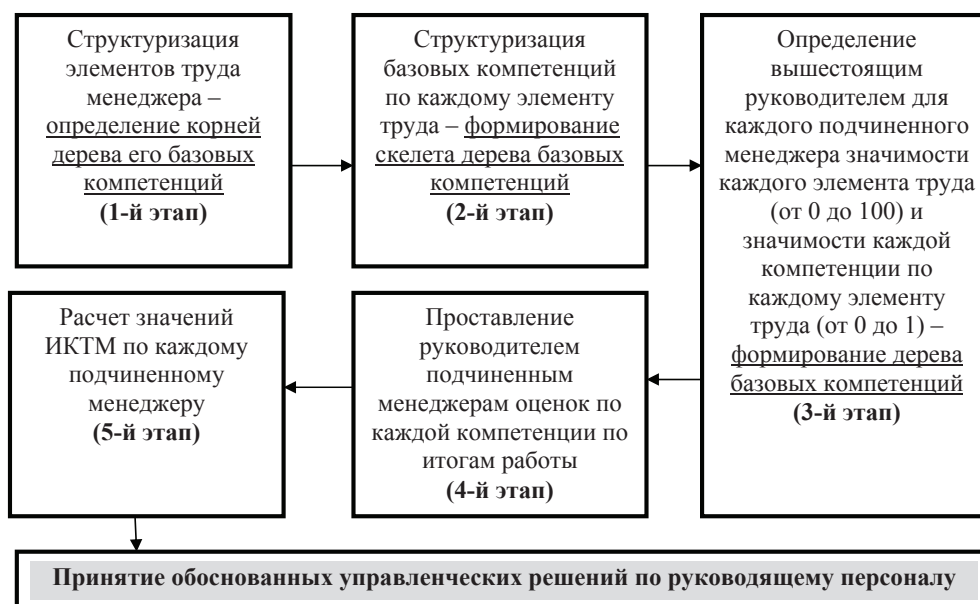 Структуризация
элементов труда
менеджера –
определение корней
дерева его базовых
компетенций
(1-й этап)
Структуризация
базовых компетенций
по каждому элементу
труда – формирование
скелета дерева базовых
компетенций
(2-й этап)
Определение
вышестоящим
руководителем для
каждого подчиненного
менеджера значимости
каждого элемента труда
(от 0 до 100) и
значимости каждой
компетенции по
каждому элементу
труда (от 0 до 1) –
формирование дерева
базовых компетенций
(3-й этап)
Проставление
руководителем
подчиненным
менеджерам оценок по
каждой компетенции по
итогам работы
(4-й этап)
Расчет значений
ИКТМ по каждому
подчиненному
менеджеру
(5-й этап)
Принятие обоснованных управленческих решений по руководящему персоналу